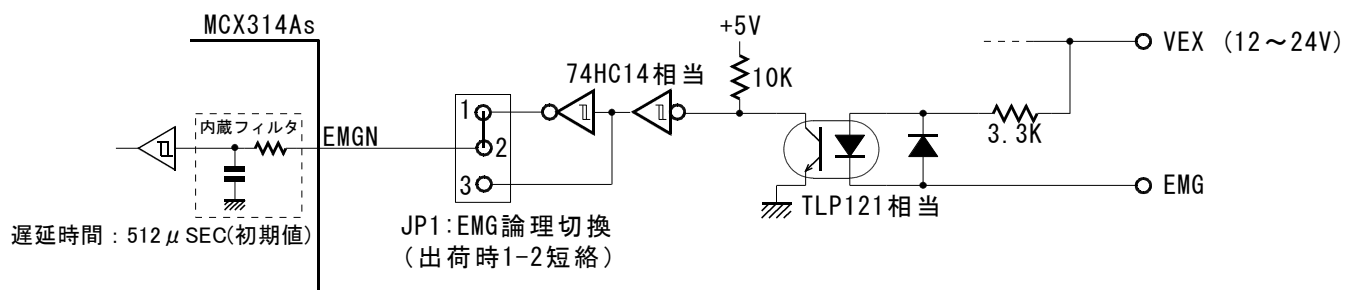 MCX314As
+5V
VEX (12～24V)
74HC14相当
10K
内蔵フィルタ
EMGN
1
2
3
3.3K
EMG
TLP121相当
遅延時間：512μSEC(初期値)
JP1:EMG論理切換
(出荷時1-2短絡)